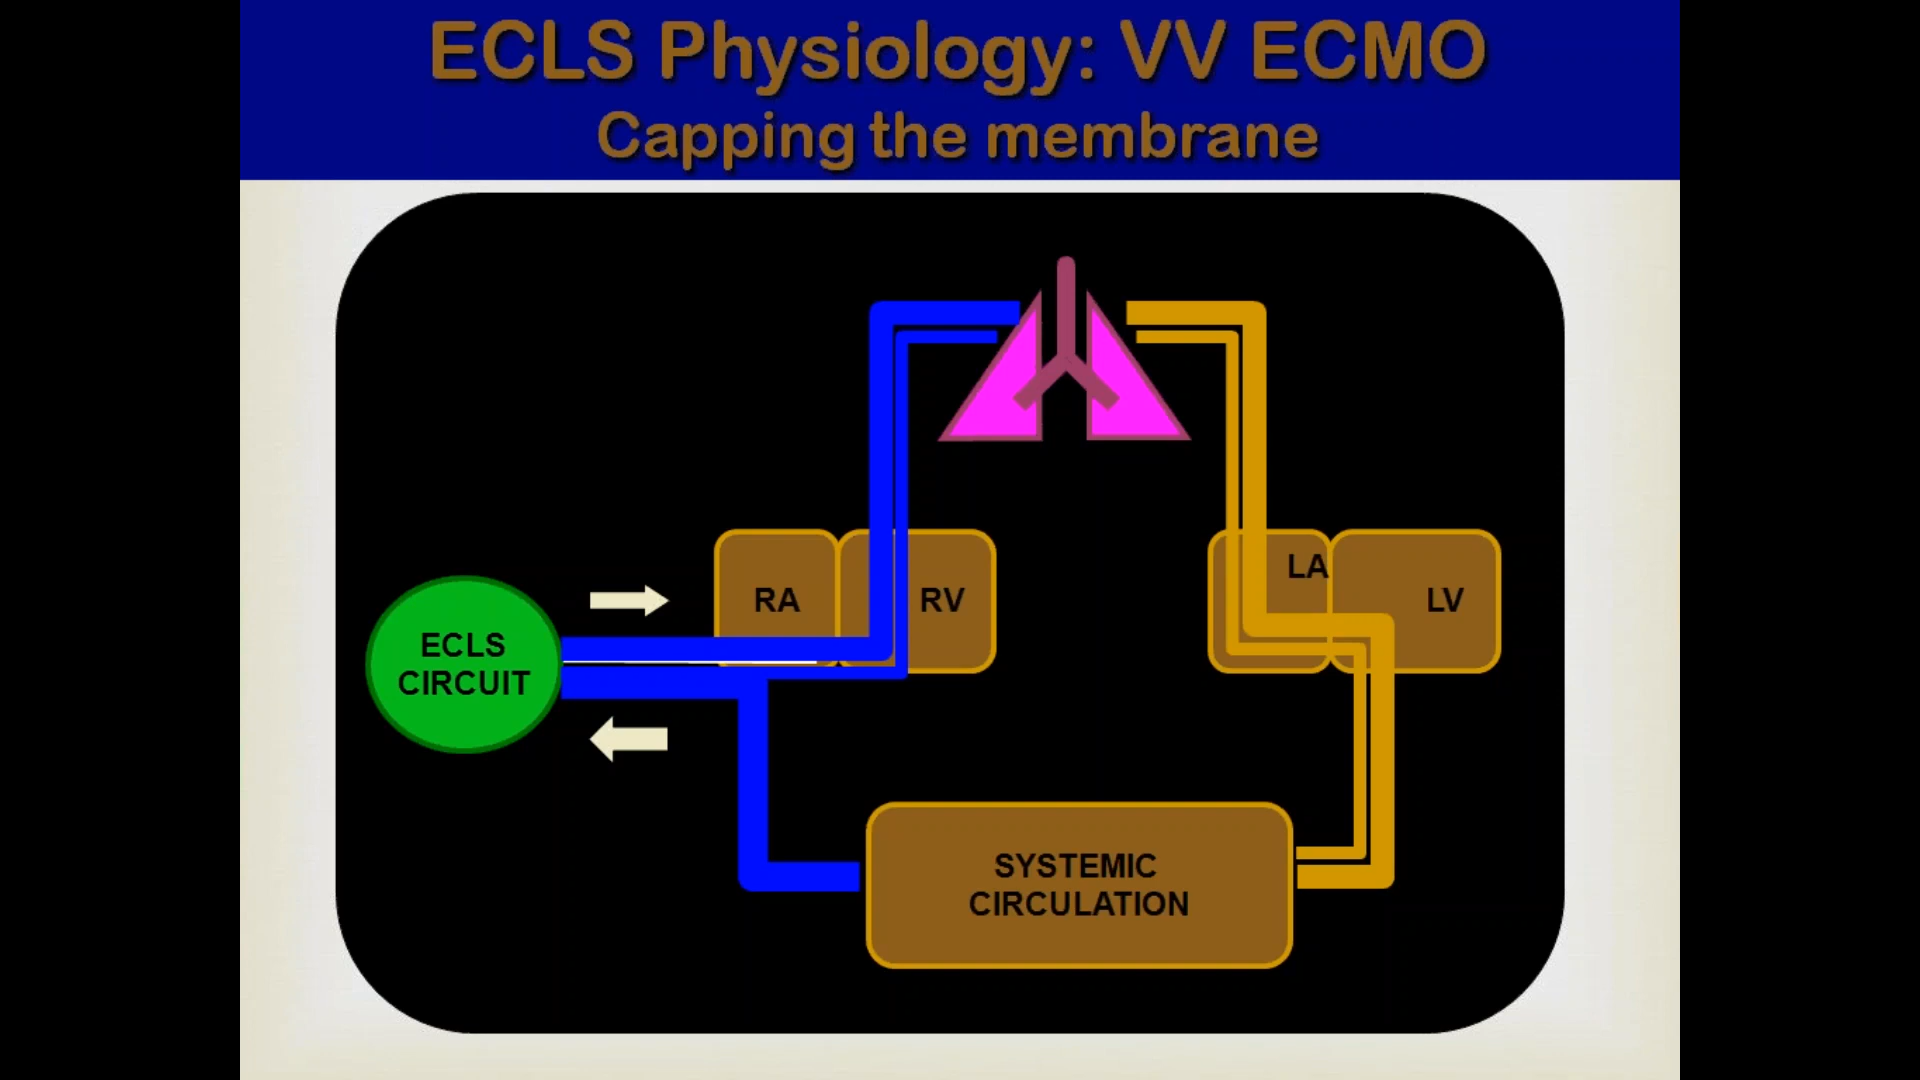 ECLS Physiology: VV ECMO
Capping the membrane
RA
RV
LA
LV
ECLS
CIRCUIT
SYSTEMIC
CIRCULATION